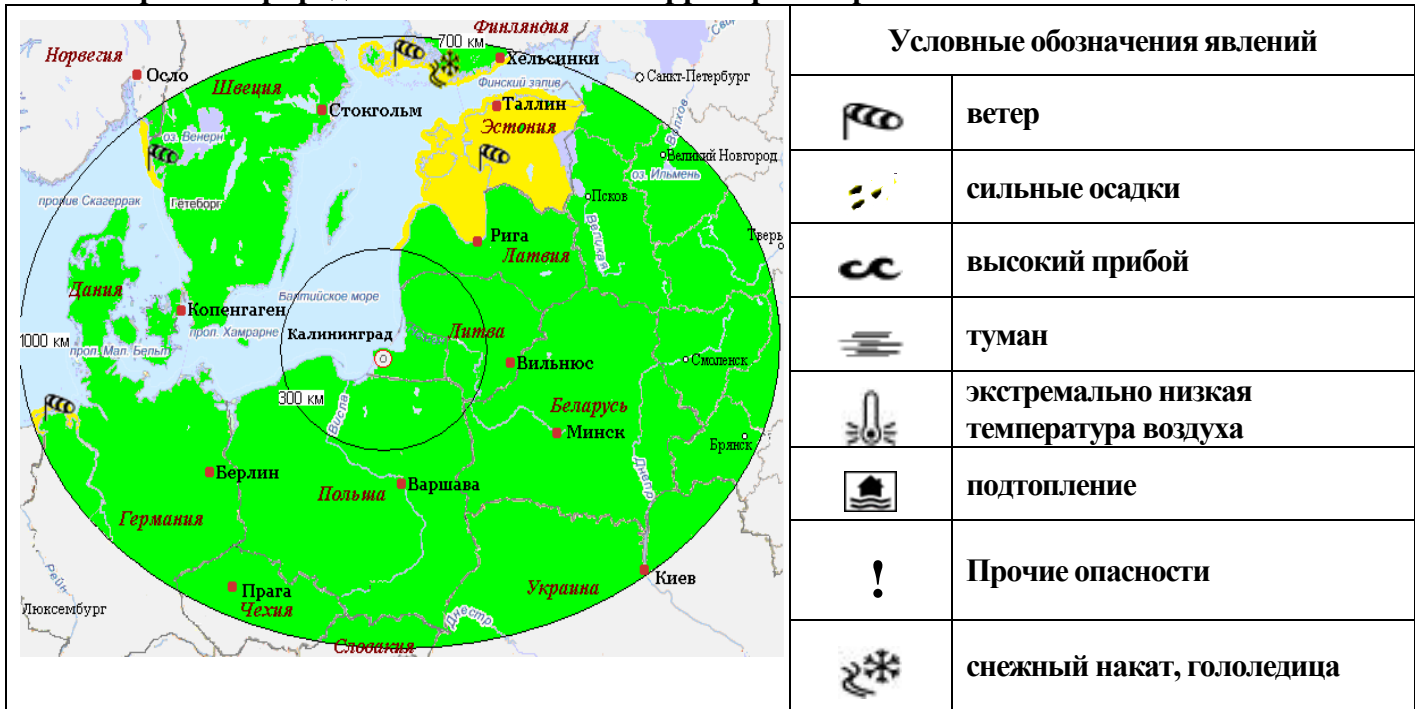 Финляндия
Норвегия
700 км
Хельсинки
Осло
Санкт-Петербург
Швеция
Финский залив
Стокгольм
Таллин
Эстония
Волхов
оз. Венерн
Великий Новгород
оз. Ильмень
Псков
пролив Скагеррак
Гетеборг
Великая
Рига
Тверь
Латвия
Дания
Балтийское море
Копенгаген
Калининград
Литва
прол. Хамрарне
1000 км
прол. Мал. Бельт
Вильнюс
Смоленск
300 км
Висла
Беларусь
Минск
Брянск
Берлин
Варшава
Польша
Днепр
Германия
Рейн
Киев
Прага
Украина
Люксембург
Чехия
Днестр
Словакия
Условные обозначения явлений
ветер
сильные осадки
высокий прибой
туман
экстремально низкая
температура воздуха
подтопление
!
Прочие опасности
снежный накат, гололедица